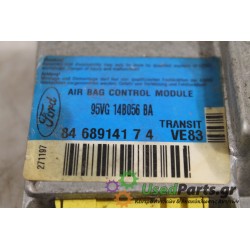 Ford
AIR BAG CONTROL MODULE
95VG 14B056 BA
TRANSIT
84 689141 7 4 VE83
271197
UsedParts.gr